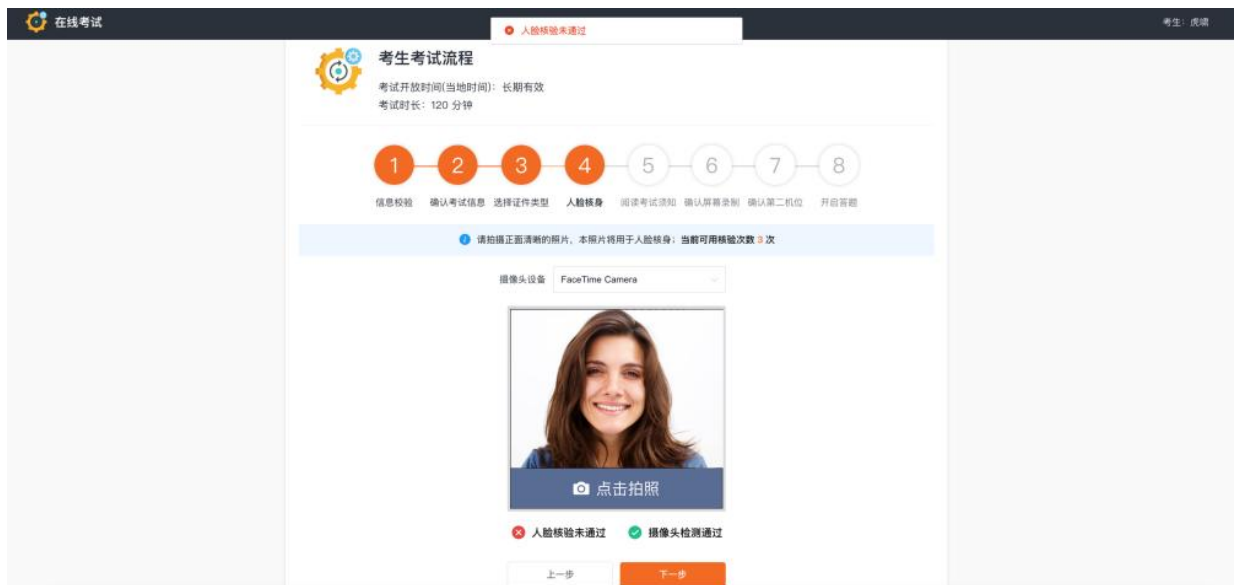 在线考试
人脸核验未通过
考生：虎啸
考生考试流程
考试开放时间(当地时间)：长期有效
考试时长：120 分钟
1 2 3 4 5 6 7 8
信息校验 确认考试信息 选择证件类型 人脸核身 阅读考试须知 确认屏幕录制 确认第二机位 开启答题
请拍摄正面清晰的照片，本照片将用于人脸核身；当前可用核验次数 3 次
摄像头设备 FaceTime Camera
点击拍照
人脸核验未通过 摄像头检测通过
上一步 下一步